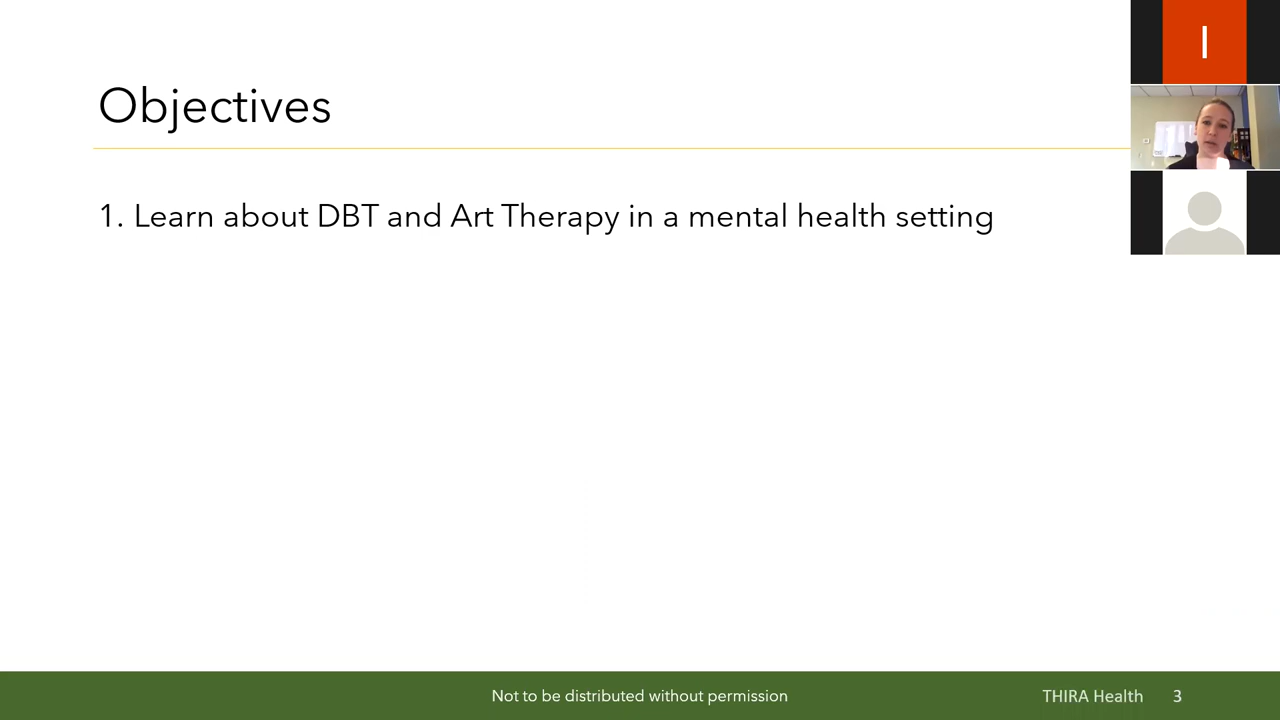 Objectives
1. Learn about DBT and Art Therapy in a mental health setting
I
Not to be distributed without permission
THIRA Health
3